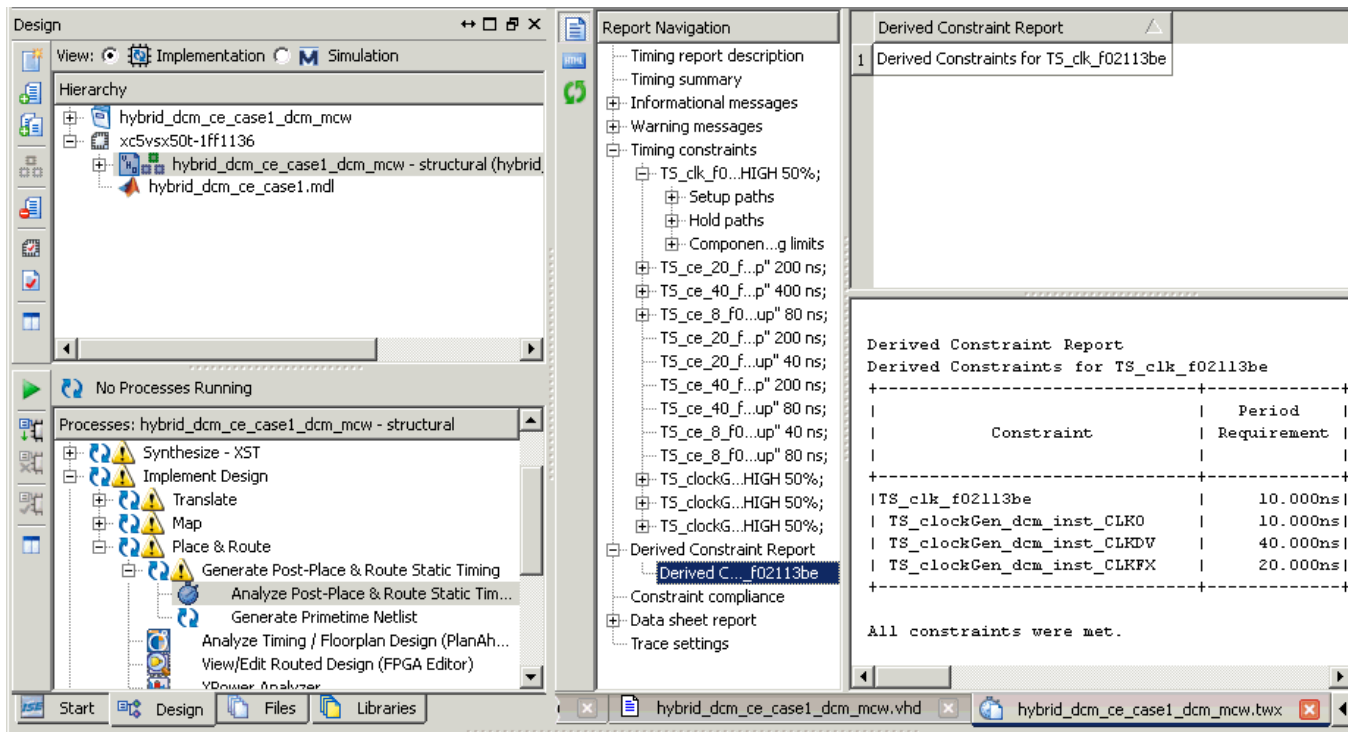 Design
View: Implementation Simulation
Hierarchy
hybrid_dcm_ce_case1_dcm_mcw
xc5vsx50t-1ff1136
hybrid_dcm_ce_case1_dcm_mcw - structural (hybrid_
hybrid_dcm_ce_case1.mdl
No Processes Running
Processes: hybrid_dcm_ce_case1_dcm_mcw - structural
Synthesize - XST
Implement Design
Translate
Map
Place & Route
Generate Post-Place & Route Static Timing
Analyze Post-Place & Route Static Tim...
Generate Primetime Netlist
Analyze Timing / Floorplan Design (PlanAh...
View/Edit Routed Design (FPGA Editor)
XPower Analyzer
ISE Start Design Files Libraries
HTML
Report Navigation
Timing report description
Timing summary
Informational messages
Warning messages
Timing constraints
TS_clk_f0...HIGH 50%;
Setup paths
Hold paths
Componen...g limits
TS_ce_20_f...p" 200 ns;
TS_ce_40_f...p" 400 ns;
TS_ce_8_f0...up" 80 ns;
TS_ce_20_f...p" 200 ns;
TS_ce_20_f...up" 40 ns;
TS_ce_40_f...p" 200 ns;
TS_ce_40_f...up" 80 ns;
TS_ce_8_f0...up" 40 ns;
TS_ce_8_f0...up" 80 ns;
TS_clockG...HIGH 50%;
TS_clockG...HIGH 50%;
TS_clockG...HIGH 50%;
Derived Constraint Report
Derived C..._f02113be
Constraint compliance
Data sheet report
Trace settings
Derived Constraint Report
1 Derived Constraints for TS_clk_f02113be
Derived Constraint Report
Derived Constraints for TS_clk_f02113be
+-------------------------------+-------------+
| | Period |
| Constraint | Requirement |
| | |
+-------------------------------+-------------+
|TS_clk_f02113be | 10.000ns|
| TS_clockGen_dcm_inst_CLK0 | 10.000ns|
| TS_clockGen_dcm_inst_CLKDV | 40.000ns|
| TS_clockGen_dcm_inst_CLKFX | 20.000ns|
+-------------------------------+-------------+
All constraints were met.
hybrid_dcm_ce_case1_dcm_mcw.vhd hybrid_dcm_ce_case1_dcm_mcw.twx